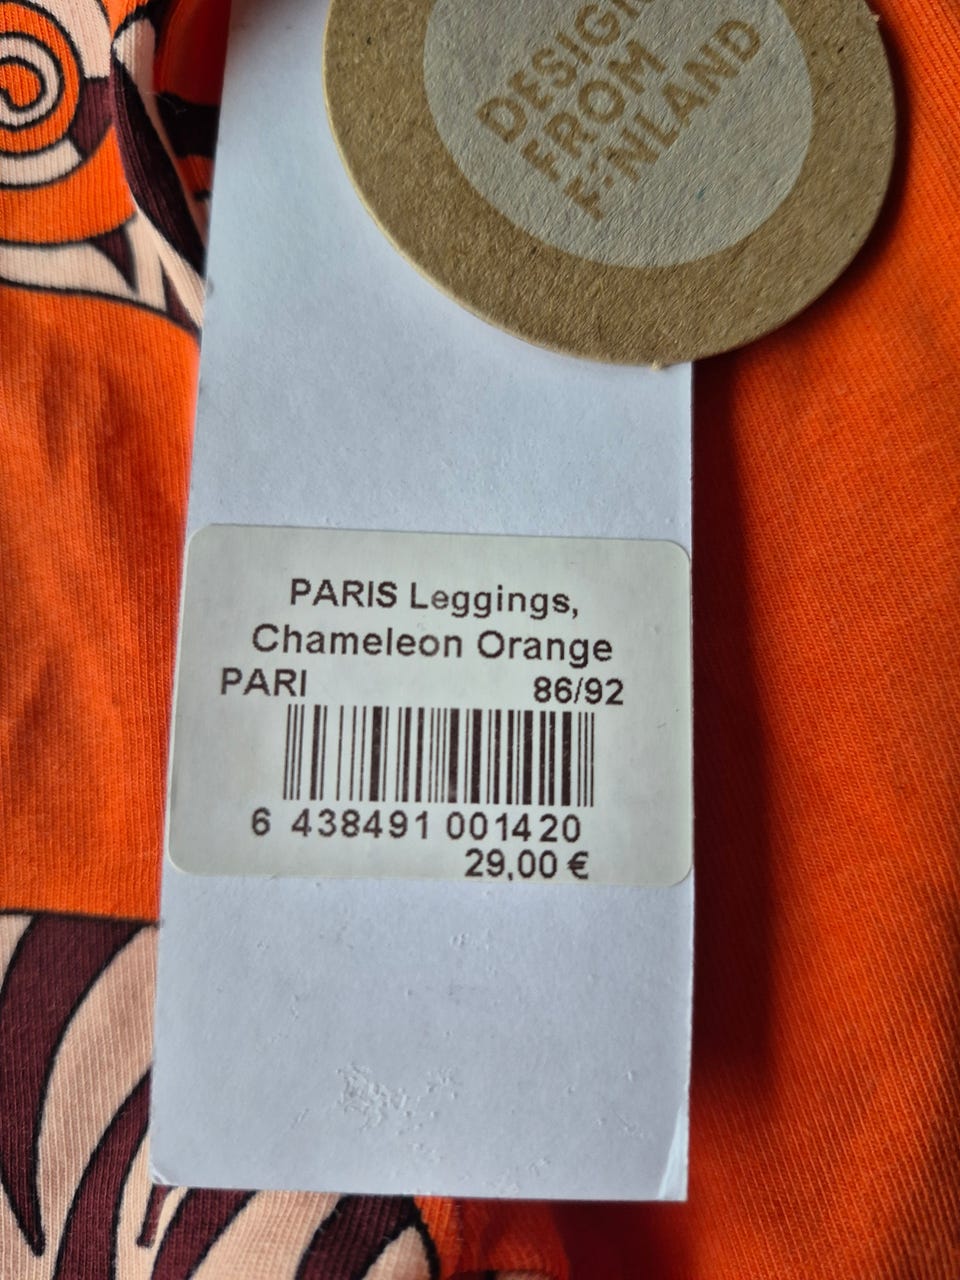 DESIGN
FROM
FINLAND
PARIS Leggings,
Chameleon Orange
PARI 86/92
6 438491 001420
29,00 €